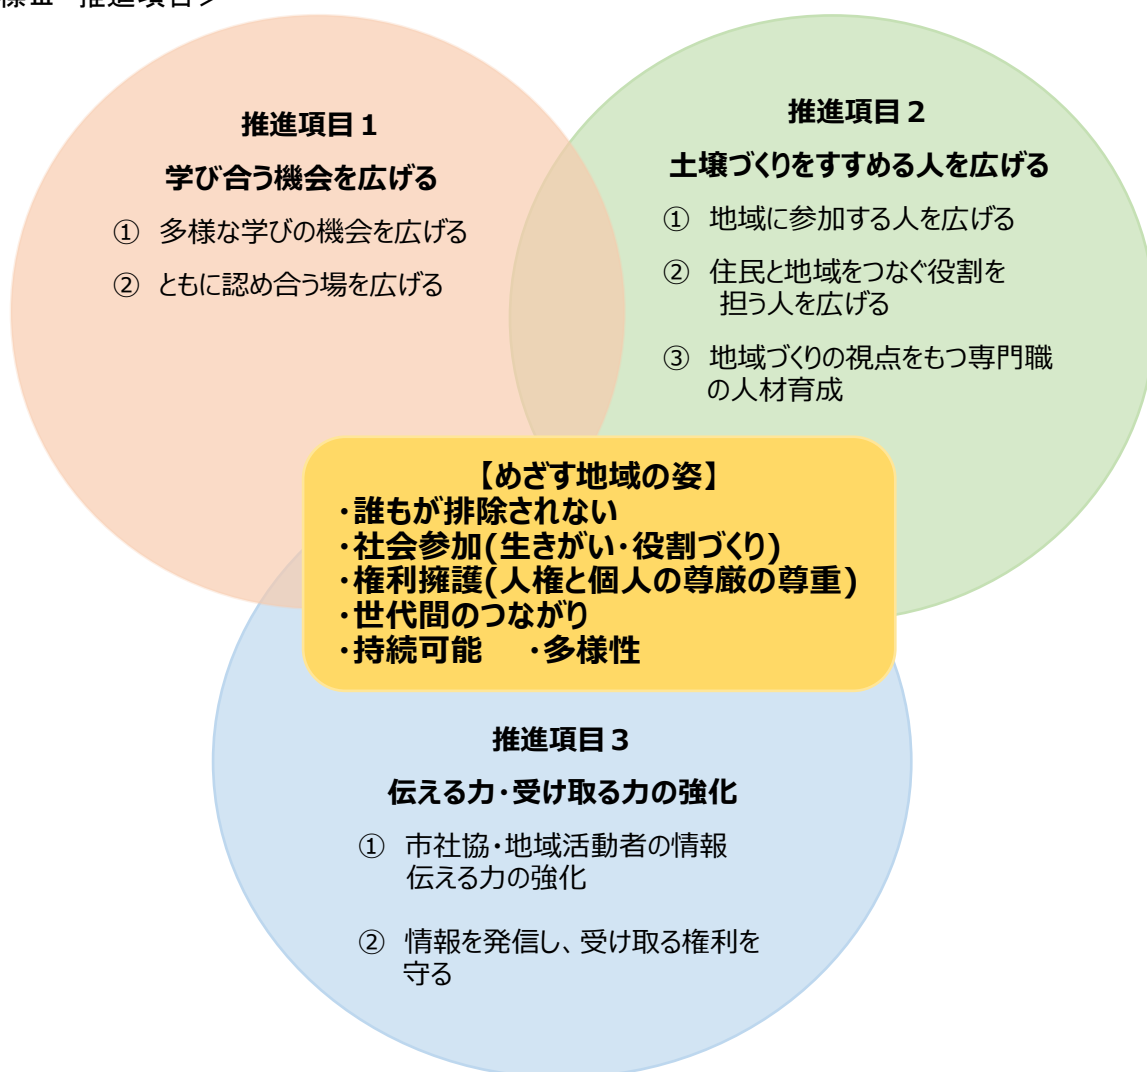 標Ⅲ 推進項目＞
推進項目１
学び合う機会を広げる
① 多様な学びの機会を広げる
② ともに認め合う場を広げる
推進項目２
土壌づくりをすすめる人を広げる
① 地域に参加する人を広げる
② 住民と地域をつなぐ役割を
担う人を広げる
③ 地域づくりの視点をもつ専門職
の人材育成
【めざす地域の姿】
・誰もが排除されない
・社会参加(生きがい・役割づくり)
・権利擁護(人権と個人の尊厳の尊重)
・世代間のつながり
・持続可能 ・多様性
推進項目３
伝える力・受け取る力の強化
① 市社協・地域活動者の情報
伝える力の強化
② 情報を発信し、受け取る権利を
守る